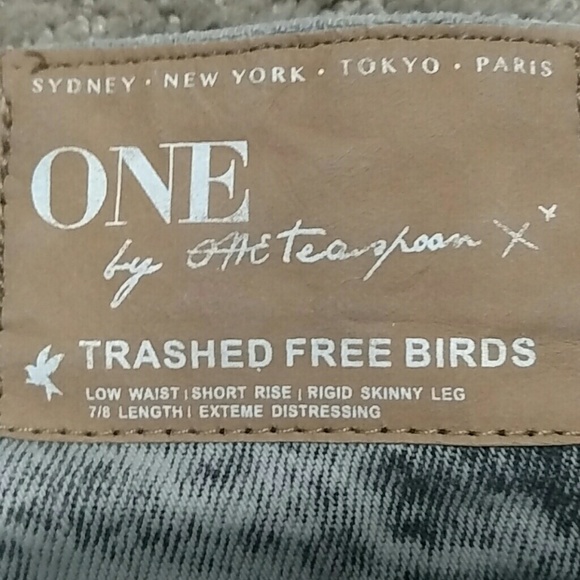 SYDNEY · NEW YORK · TOKYO · PARIS
ONE
by ONE teaspoon X x
TRASHED FREE BIRDS
LOW WAIST | SHORT RISE | RIGID SKINNY LEG
7/8 LENGTH | EXTEME DISTRESSING